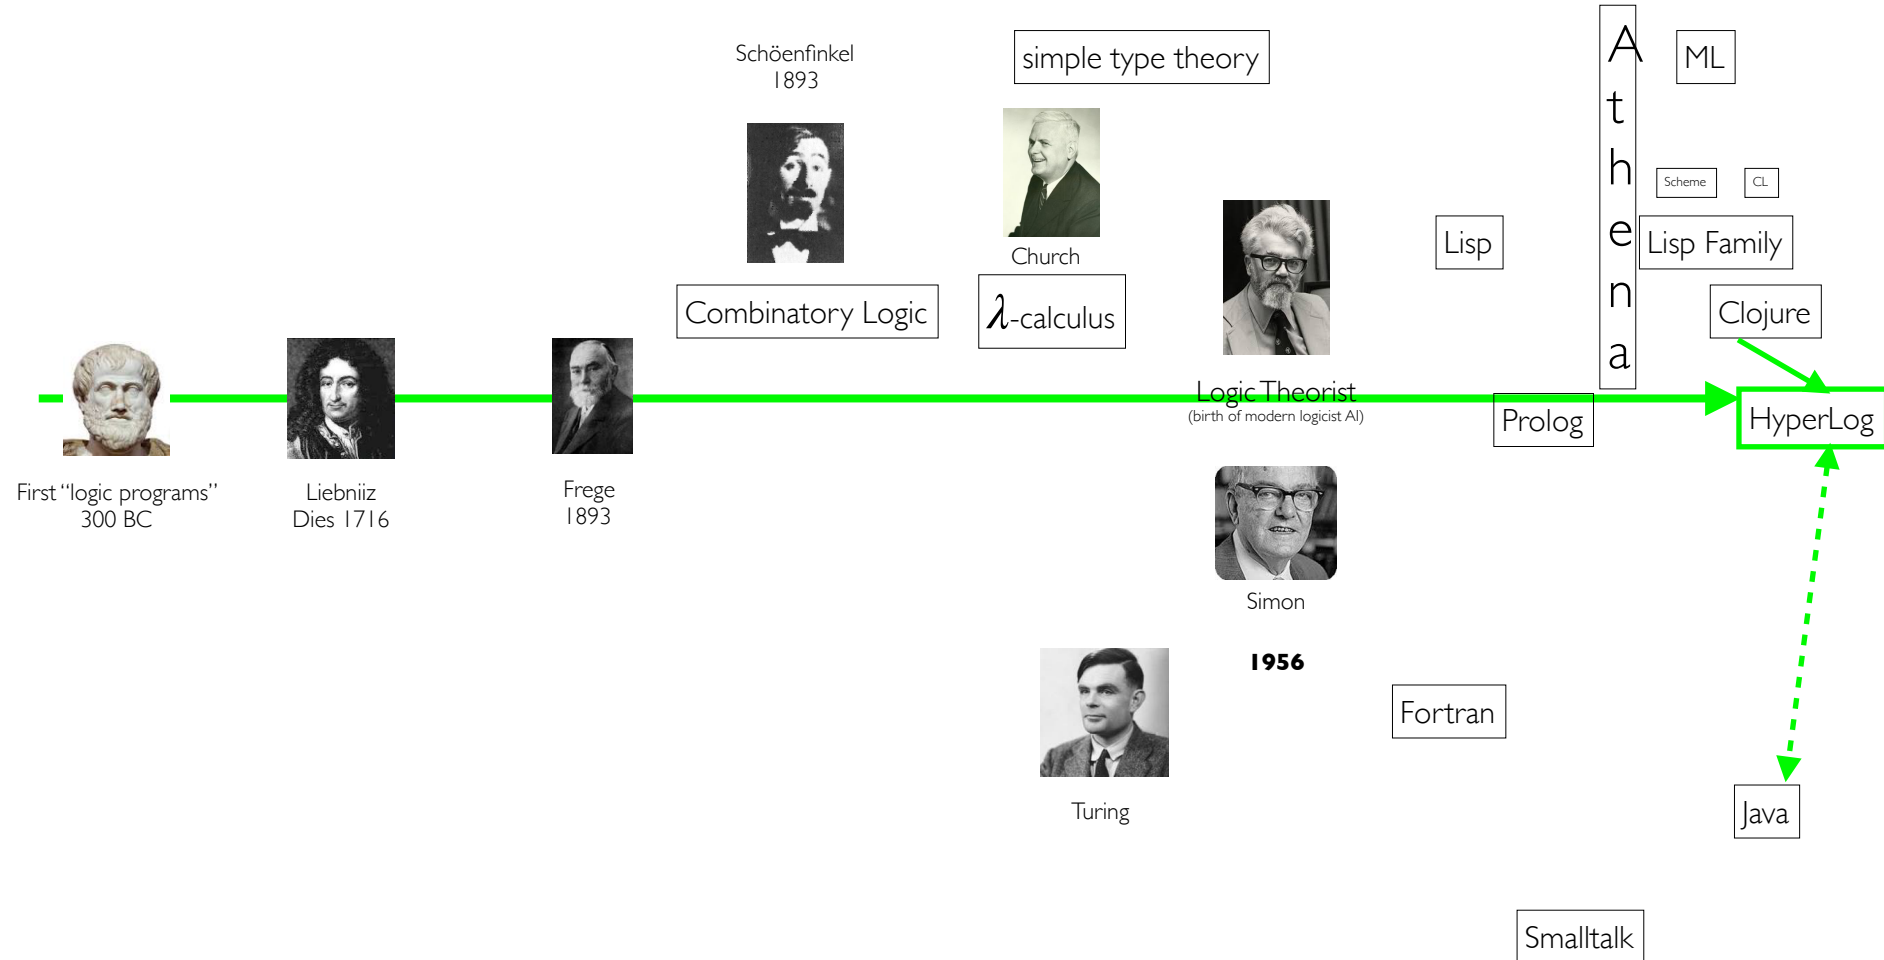 Schöenfinkel
1893
simple type theory
A
t
h
e
n
a
ML
Scheme
CL
Church
Lisp
Lisp Family
Combinatory Logic
λ-calculus
Clojure
Logic Theorist
(birth of modern logicist AI)
Prolog
HyperLog
First “logic programs”
300 BC
Liebniiz
Dies 1716
Frege
1893
Simon
1956
Fortran
Turing
Java
Smalltalk